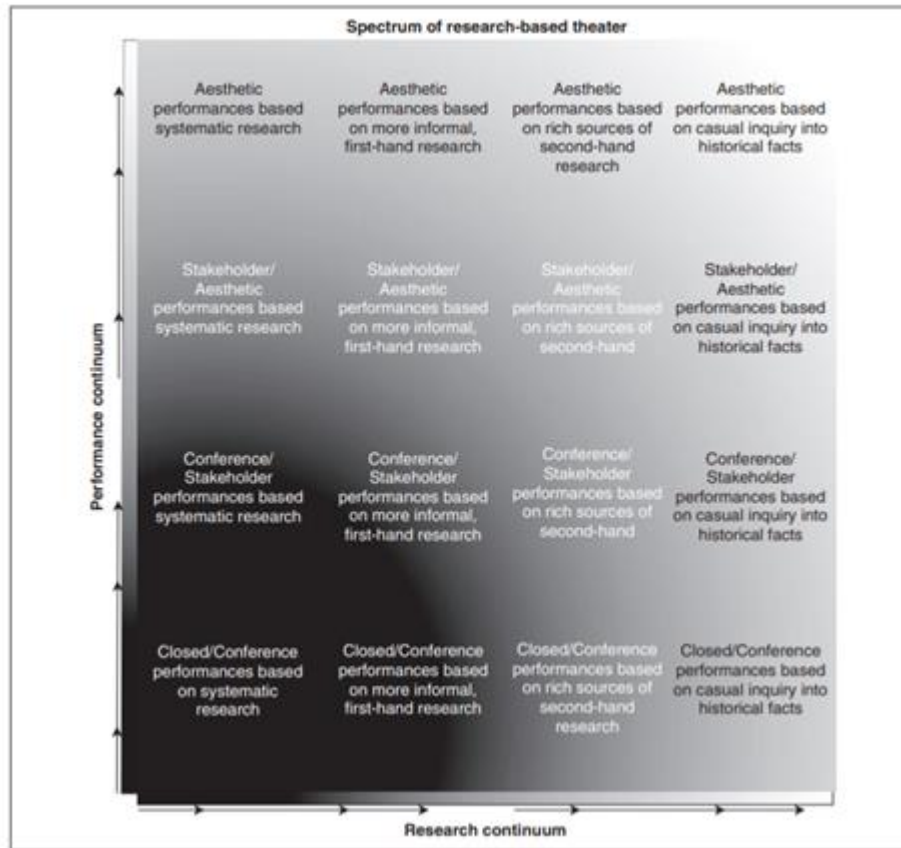 Spectrum of research-based theater
Aesthetic
performances based
systematic research
Aesthetic
performances based
on more informal,
first-hand research
Aesthetic
performances based
on rich sources of
second-hand
research
Aesthetic
performances based
on casual inquiry into
historical facts
Stakeholder/
Aesthetic
performances based
systematic research
Stakeholder/
Aesthetic
performances based
on more informal,
first-hand research
Stakeholder/
Aesthetic
performances based
on rich sources of
second-hand
Stakeholder/
Aesthetic
performances based
on casual inquiry into
historical facts
Conference/
Stakeholder
performances based
systematic research
Conference/
Stakeholder
performances based
on more informal,
first-hand research
Conference/
Stakeholder
performances based
on rich sources of
second-hand
Conference/
Stakeholder
performances based
on casual inquiry into
historical facts
Closed/Conference
performances based
on systematic
research
Closed/Conference
performances based
on more informal,
first-hand research
Closed/Conference
performances based
on rich sources of
second-hand
research
Closed/Conference
performances based
on casual inquiry into
historical facts
Performance continuum
Research continuum